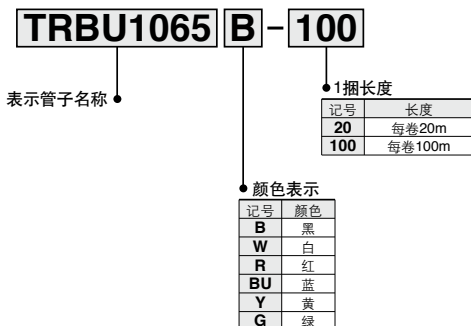 TRBU1065 B - 100
表示管子名称
1捆长度
记号 长度
20 每卷20m
100 每卷100m
颜色表示
记号 颜色
B 黑
W 白
R 红
BU 蓝
Y 黄
G 绿